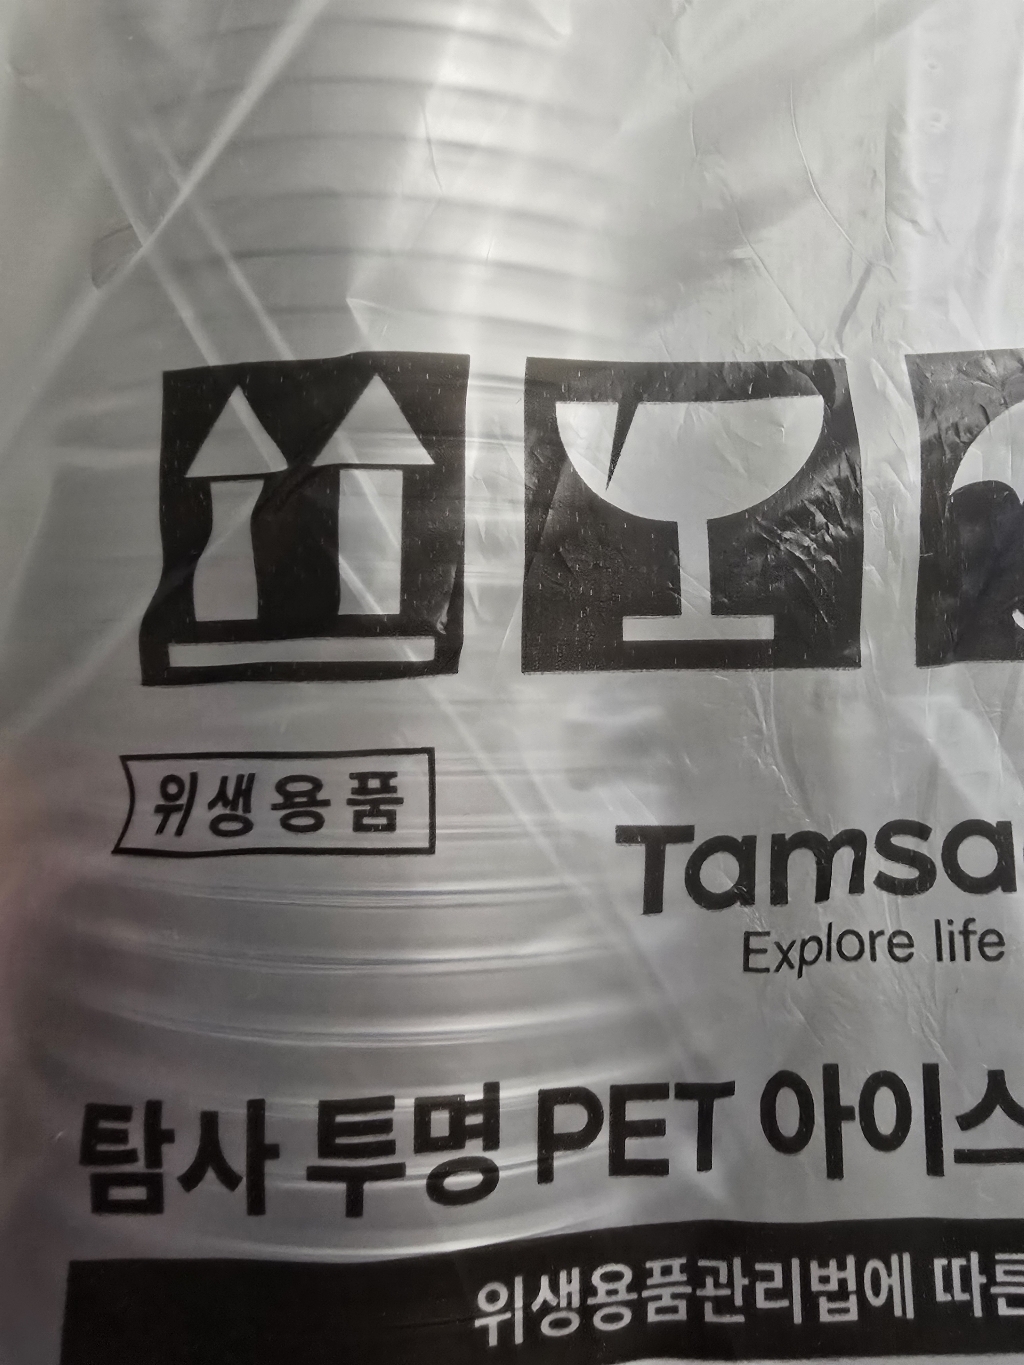 위생용품
Tamsa
Explore life
탐사 투명 PET 아이스
위생용품관리법에 따른